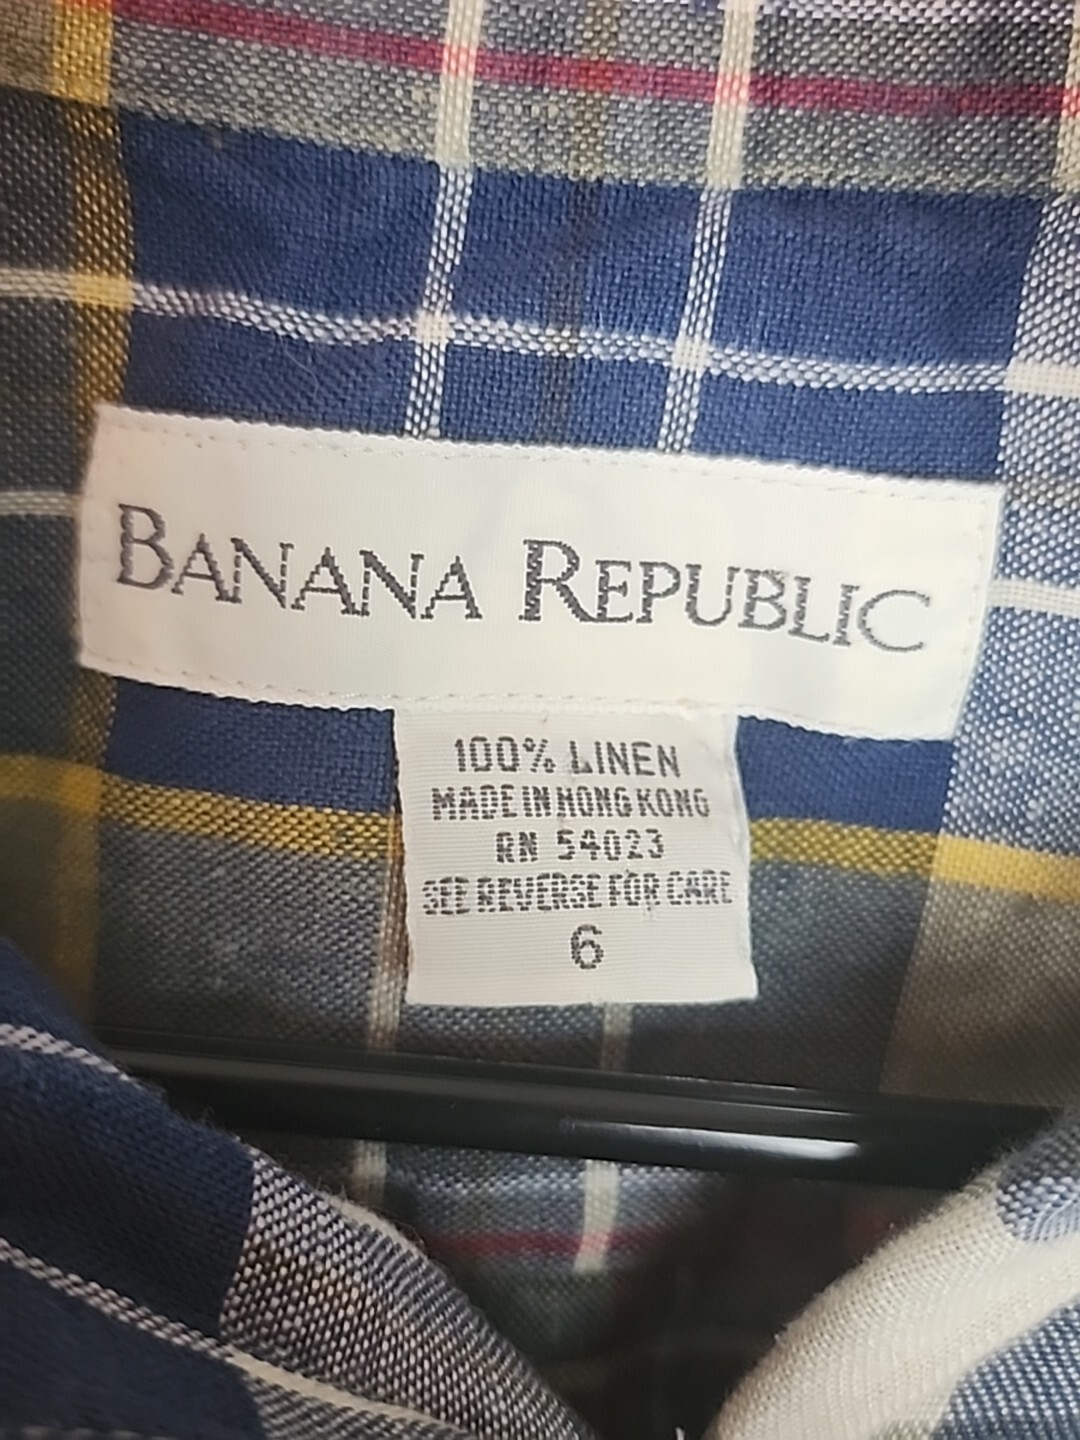 BANANA REPUBLIC
100% LINEN
MADE IN HONG KONG
RN 54023
SEE REVERSE FOR CARE
6